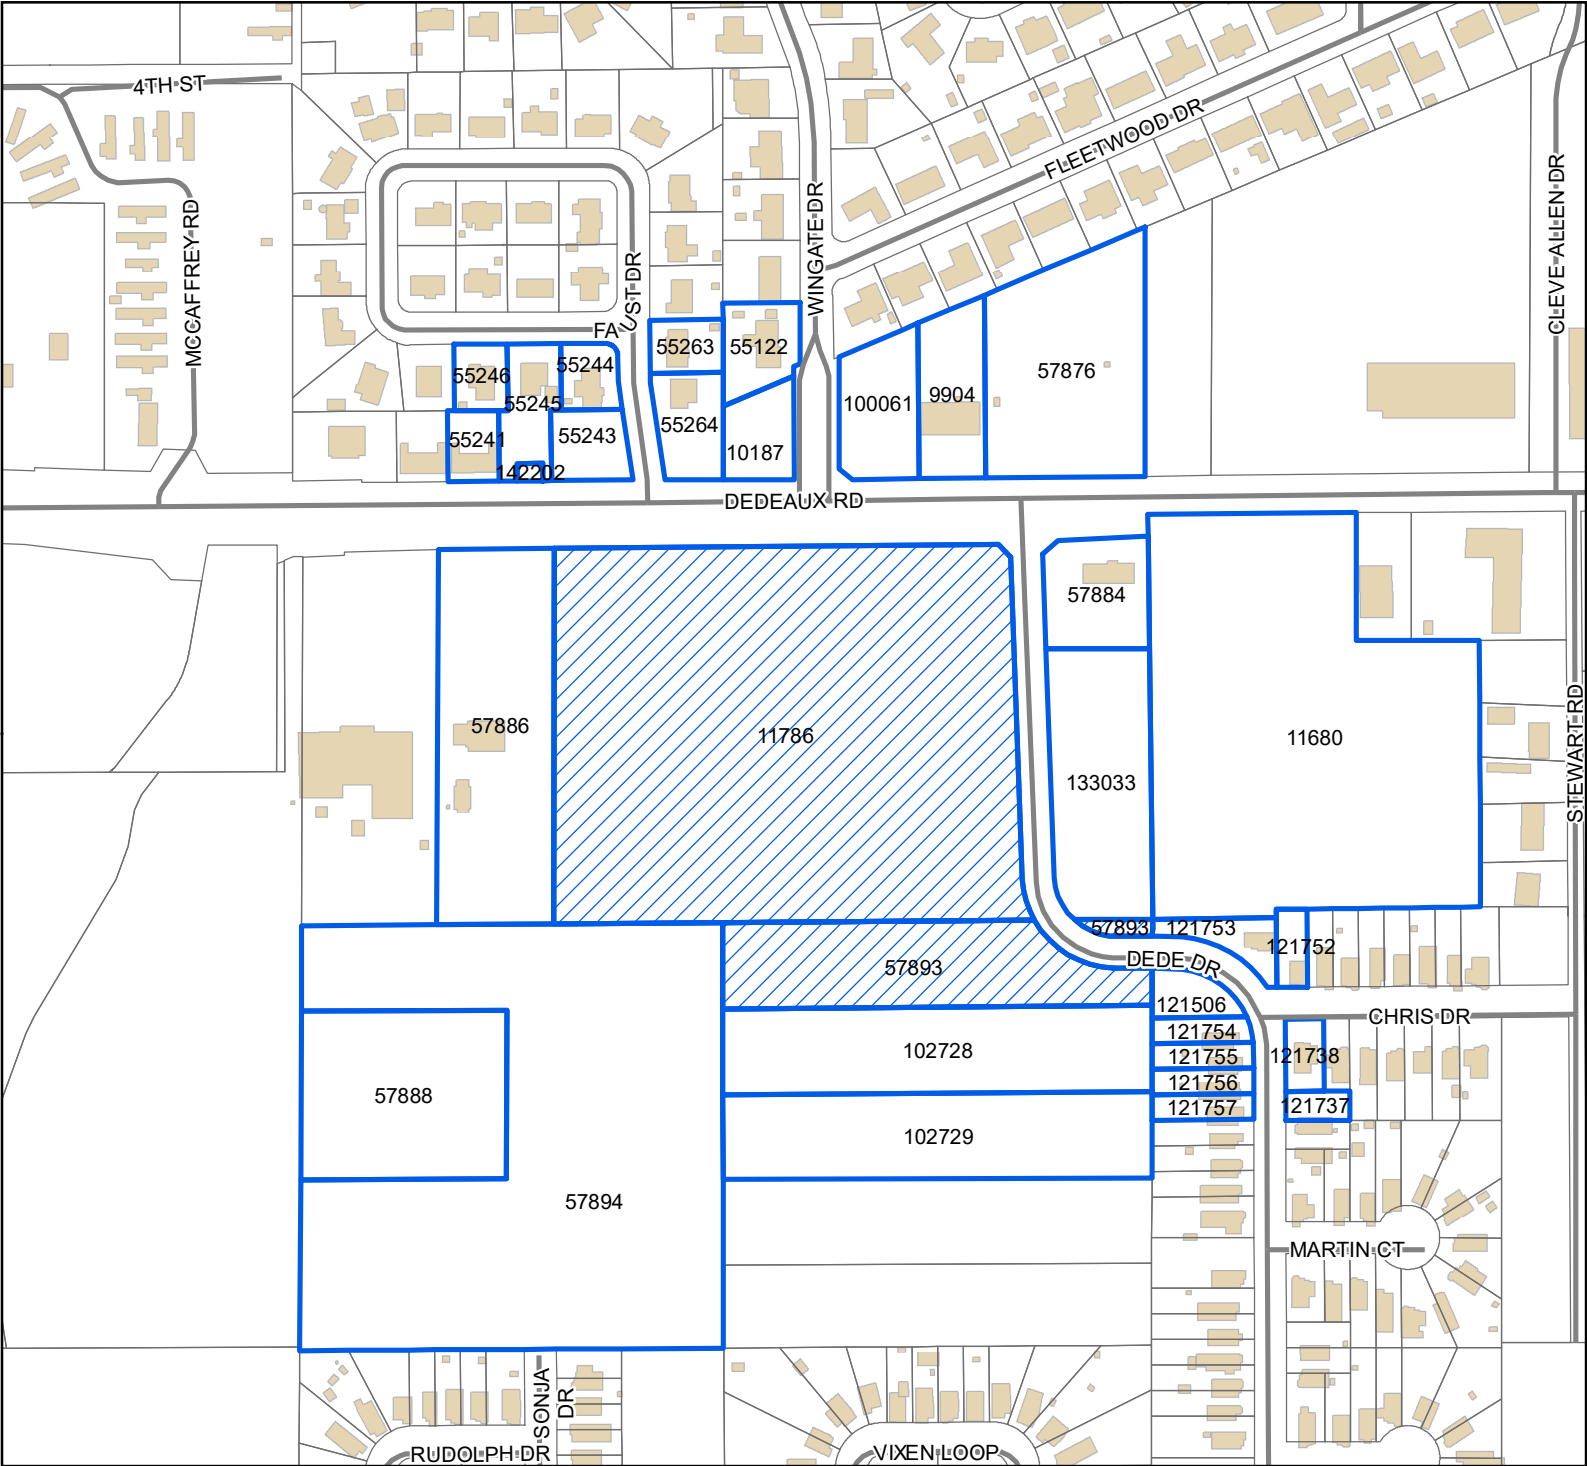 4TH ST
MCCAFFREY RD
FAUST DR
WINGATE DR
FLEETWOOD DR
CLEVE ALLEN DR
55263
55122
55246
55244
55245
55241
55243
142202
55264
10187
100061
9904
57876
DEDEAUX RD
57884
57886
11786
11680
133033
STEWART RD
57893
121753
121752
57893
DEDE DR
121506
CHRIS DR
121754
102728
121755
121738
121756
57888
121737
121757
102729
57894
MARTIN CT
SONJA
DR
RUDOLPH DR
VIXEN LOOP